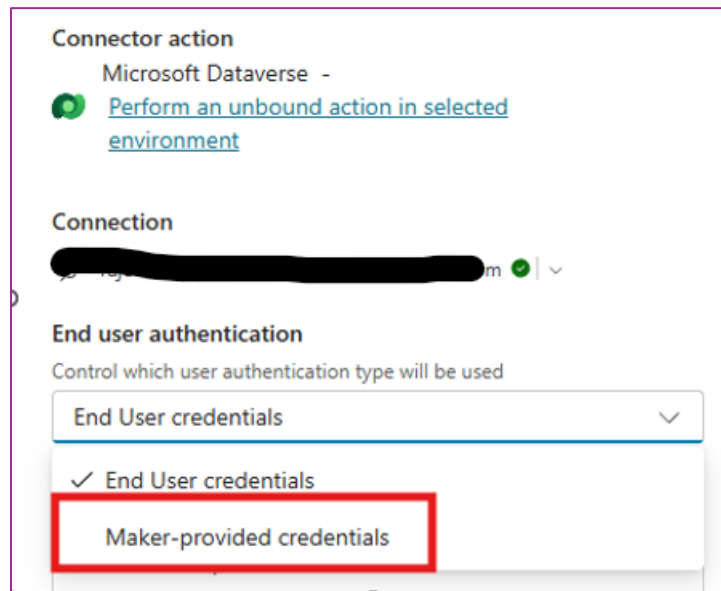 Connector action
Microsoft Dataverse -
Perform an unbound action in selected
environment
Connection
m
End user authentication
Control which user authentication type will be used
End User credentials
End User credentials
Maker-provided credentials